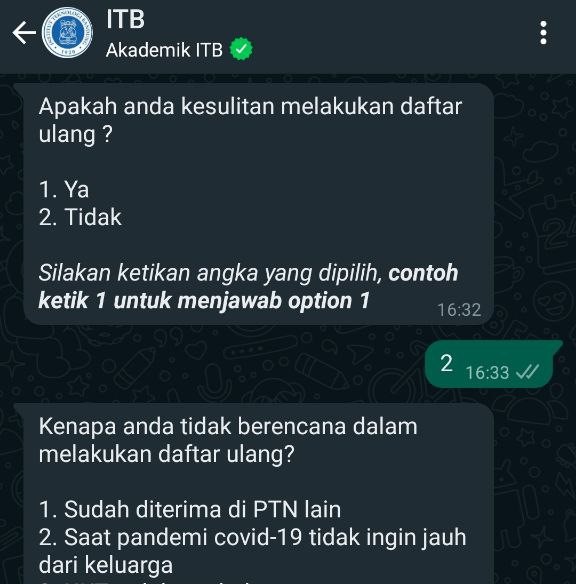 ITB
Akademik ITB
Apakah anda kesulitan melakukan daftar
ulang ?
1. Ya
2. Tidak
Silakan ketikan angka yang dipilih, contoh
ketik 1 untuk menjawab option 1
16:32
2 16:33
Kenapa anda tidak berencana dalam
melakukan daftar ulang?
1. Sudah diterima di PTN lain
2. Saat pandemi covid-19 tidak ingin jauh
dari keluarga